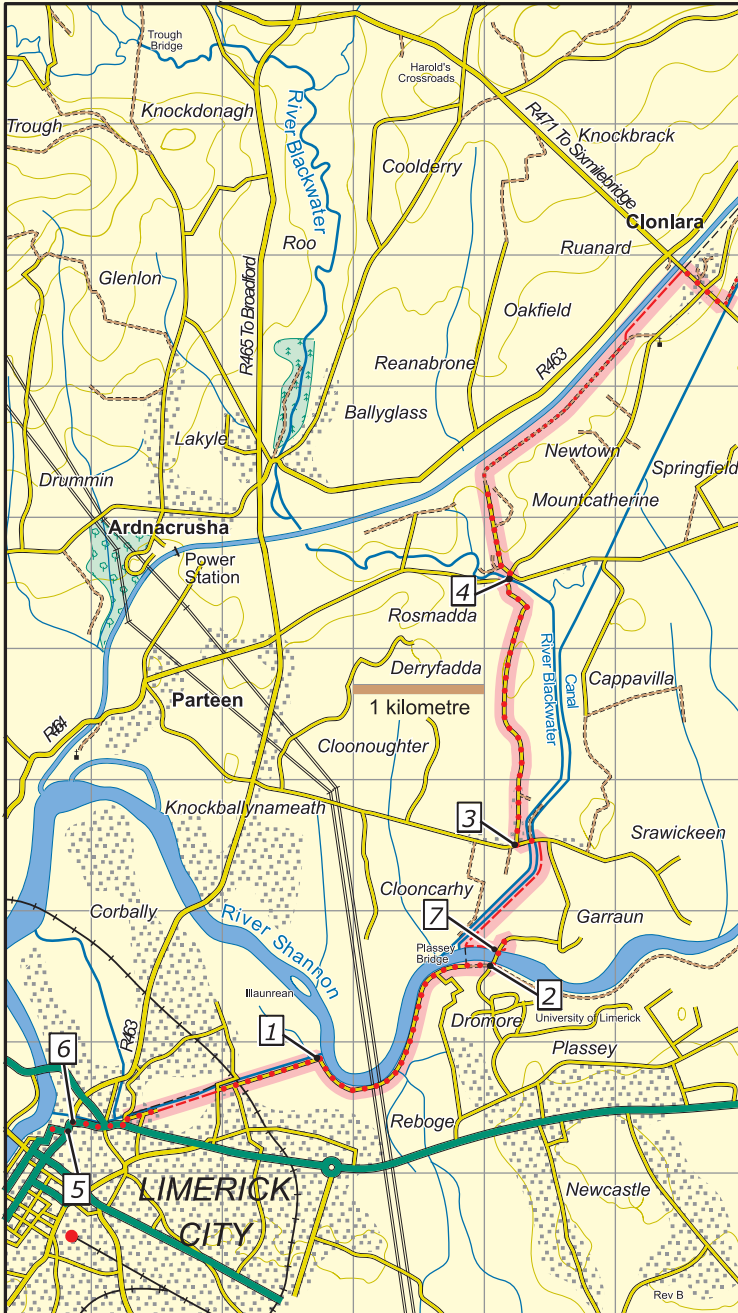 Trough
Bridge
Harold's
Crossroads
Knockdonagh
River Blackwater
Trough
R471 To Sixmilebridge
Knockbrack
Coolderry
Clonlara
Roo
Ruanard
Glenlon
R465 To Broadford
Oakfield
Reanabrone
R463
Ballyglass
Lakyle
Newtown
Springfield
Drummin
Mountcatherine
Ardnacrusha
Power
Station
4
Rosmadda
River Blackwater
Canal
Derryfadda
Cappavilla
Parteen
1 kilometre
R464
Cloonoughter
Knockballynameath
3
Srawickeen
Clooncarhy
Corbally
River Shannon
7
Garraun
Plassey
Bridge
Illaunrean
2
University of Limerick
Dromore
R463
1
6
Plassey
Reboge
5
LIMERICK
CITY
Newcastle
Rev B